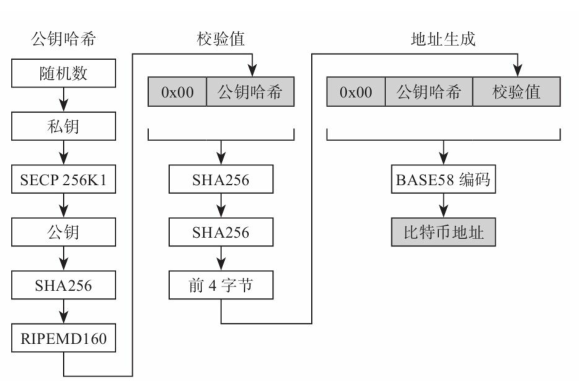 公钥哈希
随机数
私钥
SECP 256K1
公钥
SHA256
RIPEMD160
校验值
0x00 公钥哈希
SHA256
SHA256
前 4 字节
地址生成
0x00 公钥哈希 校验值
BASE58 编码
比特币地址